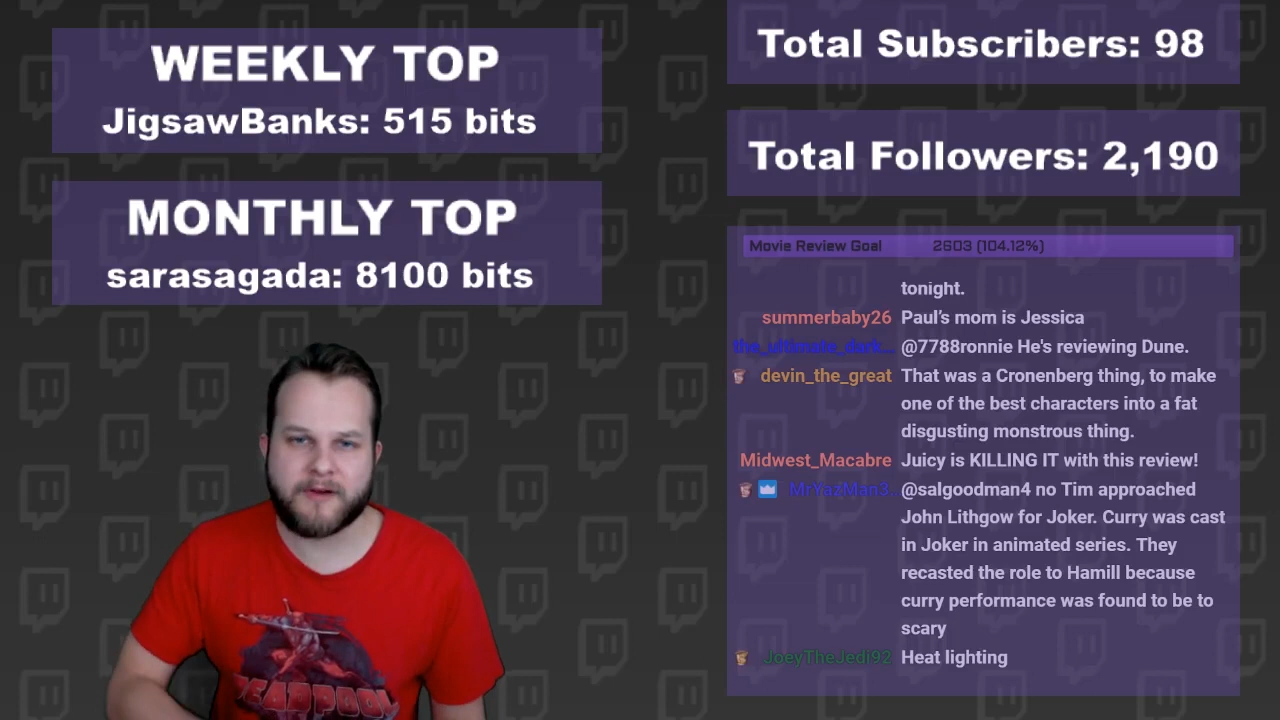 WEEKLY TOP
JigsawBanks: 515 bits
MONTHLY TOP
sarasagada: 8100 bits
Total Subscribers: 98
Total Followers: 2,190
Movie Review Goal 2603 (104.12%)
tonight.
summerbaby26 Paul's mom is Jessica
the_ultimate_dark... @7788ronnie He's reviewing Dune.
devin_the_great That was a Cronenberg thing, to make
one of the best characters into a fat
disgusting monstrous thing.
Midwest_Macabre Juicy is KILLING IT with this review!
MrYazMan3... @salgoodman4 no Tim approached
John Lithgow for Joker. Curry was cast
in Joker in animated series. They
recasted the role to Hamill because
curry performance was found to be to
scary
JoeyTheJedi92 Heat lighting
DEADPOOL